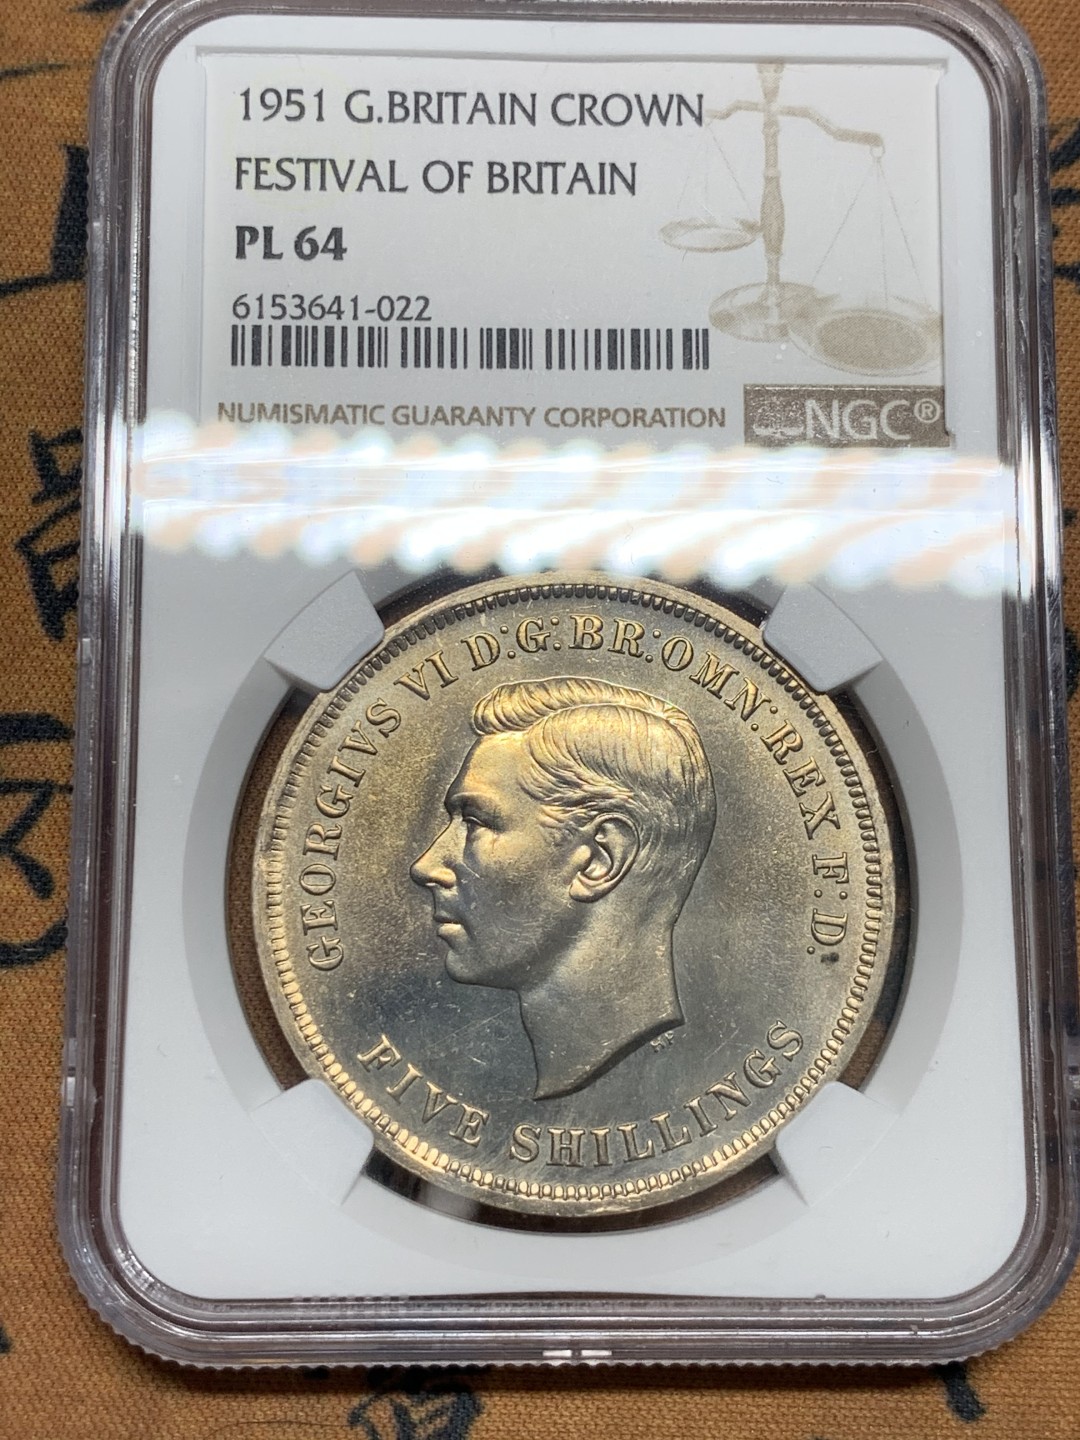 1951 G.BRITAIN CROWN
FESTIVAL OF BRITAIN
PL 64
6153641-022
NUMISMATIC GUARANTY CORPORATION
NGC®
GEORGIVS VI D:G:BR:OMN:REX F:D:
HP
FIVE SHILLINGS